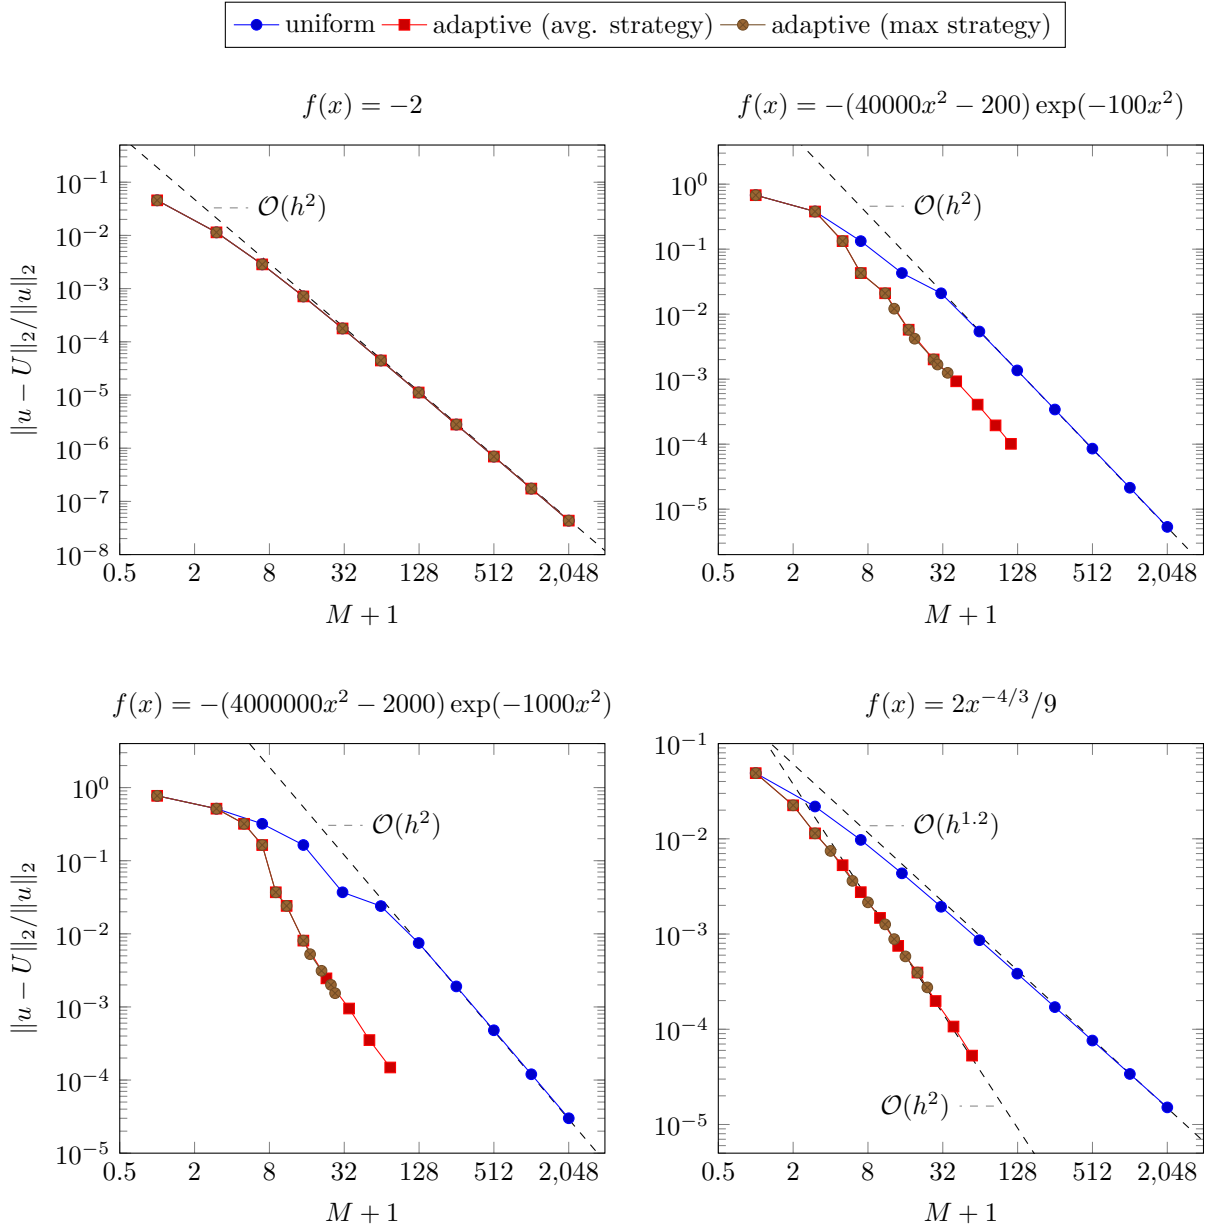 uniform adaptive (avg. strategy) adaptive (max strategy)
f(x) = −2
10⁻¹
10⁻²
10⁻³
10⁻⁴
10⁻⁵
10⁻⁶
10⁻⁷
10⁻⁸
𝒪(h²)
‖u − U‖₂/‖u‖₂
0.5 2 8 32 128 512 2,048
M + 1
f(x) = −(40000x² − 200) exp(−100x²)
10⁰
10⁻¹
10⁻²
10⁻³
10⁻⁴
10⁻⁵
𝒪(h²)
0.5 2 8 32 128 512 2,048
M + 1
f(x) = −(4000000x² − 2000) exp(−1000x²)
10⁰
10⁻¹
10⁻²
10⁻³
10⁻⁴
10⁻⁵
𝒪(h²)
‖u − U‖₂/‖u‖₂
0.5 2 8 32 128 512 2,048
M + 1
f(x) = 2x⁻⁴/³/9
10⁻¹
10⁻²
10⁻³
10⁻⁴
10⁻⁵
𝒪(h¹·²)
𝒪(h²)
0.5 2 8 32 128 512 2,048
M + 1